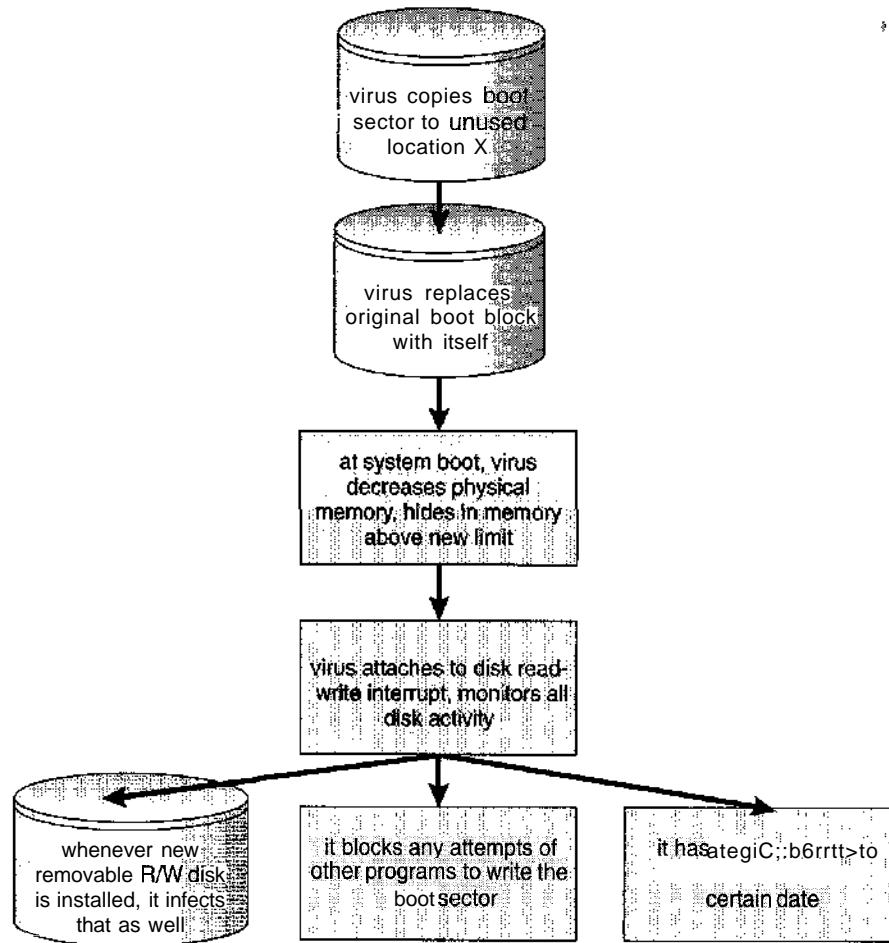 virus copies boot
sector to unused
location X
virus replaces
original boot block
with itself
at system boot, virus
decreases physical
memory, hides in memory
above new limit
virus attaches to disk read-
write interrupt, monitors all
disk activity
whenever new
removable R/W disk
is installed, it infects
that as well
it blocks any attempts of
other programs to write the
boot sector
it has
certain date